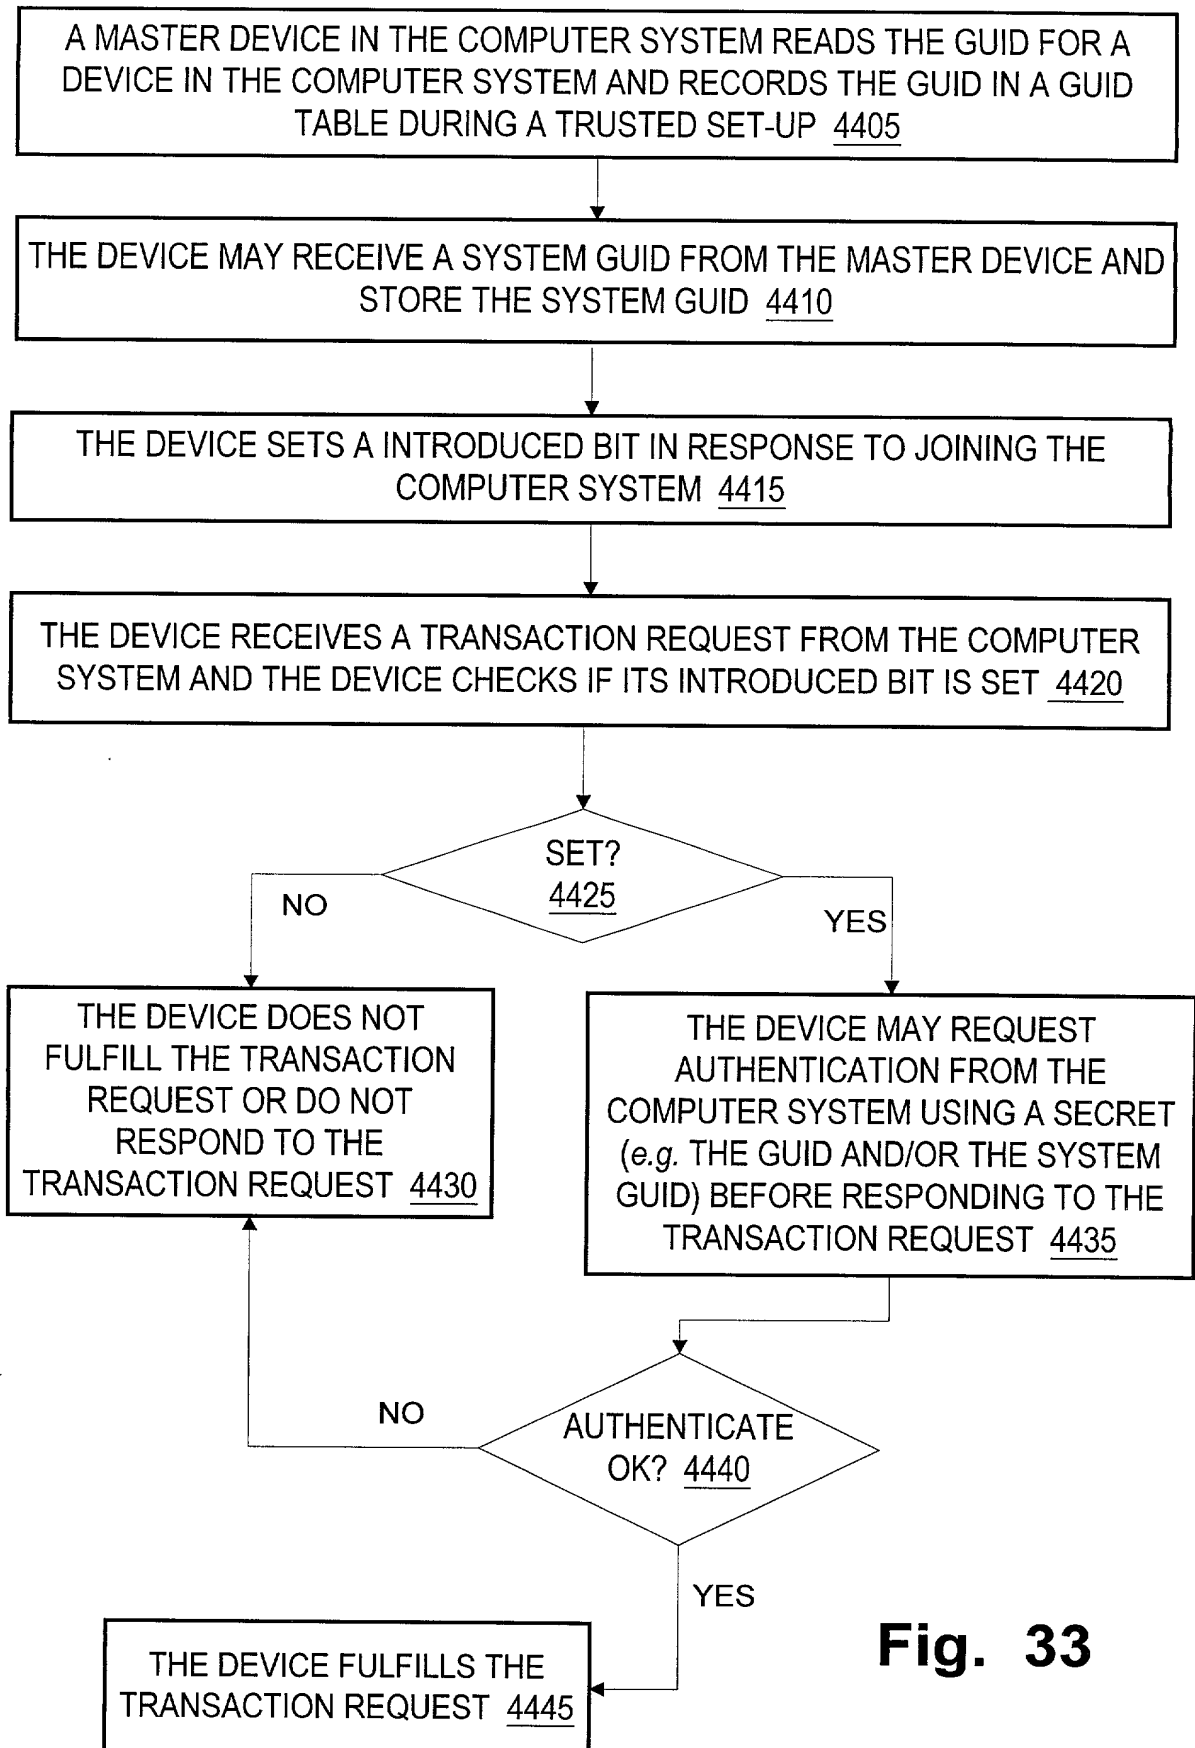 A MASTER DEVICE IN THE COMPUTER SYSTEM READS THE GUID FOR A
DEVICE IN THE COMPUTER SYSTEM AND RECORDS THE GUID IN A GUID
TABLE DURING A TRUSTED SET-UP 4405
THE DEVICE MAY RECEIVE A SYSTEM GUID FROM THE MASTER DEVICE AND
STORE THE SYSTEM GUID 4410
THE DEVICE SETS A INTRODUCED BIT IN RESPONSE TO JOINING THE
COMPUTER SYSTEM 4415
THE DEVICE RECEIVES A TRANSACTION REQUEST FROM THE COMPUTER
SYSTEM AND THE DEVICE CHECKS IF ITS INTRODUCED BIT IS SET 4420
SET?
4425
NO
YES
THE DEVICE DOES NOT
FULFILL THE TRANSACTION
REQUEST OR DO NOT
RESPOND TO THE
TRANSACTION REQUEST 4430
THE DEVICE MAY REQUEST
AUTHENTICATION FROM THE
COMPUTER SYSTEM USING A SECRET
(e.g. THE GUID AND/OR THE SYSTEM
GUID) BEFORE RESPONDING TO THE
TRANSACTION REQUEST 4435
NO
AUTHENTICATE
OK? 4440
YES
THE DEVICE FULFILLS THE
TRANSACTION REQUEST 4445
Fig. 33